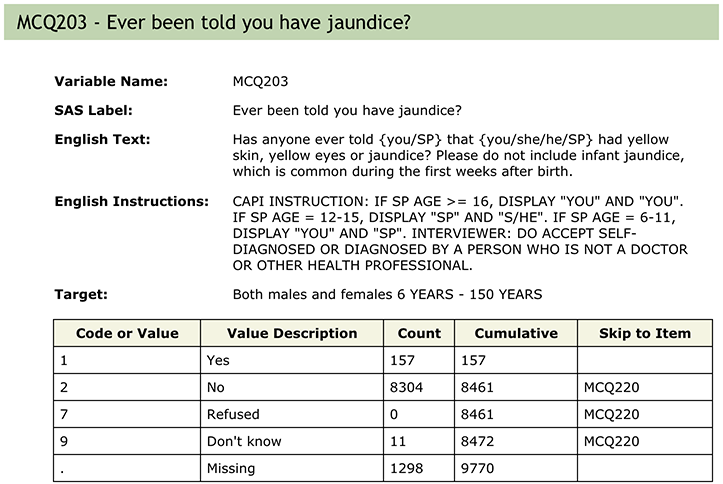 MCQ203 - Ever been told you have jaundice?
Variable Name: MCQ203
SAS Label: Ever been told you have jaundice?
English Text: Has anyone ever told {you/SP} that {you/she/he/SP} had yellow
skin, yellow eyes or jaundice? Please do not include infant jaundice,
which is common during the first weeks after birth.
English Instructions: CAPI INSTRUCTION: IF SP AGE >= 16, DISPLAY "YOU" AND "YOU".
IF SP AGE = 12-15, DISPLAY "SP" AND "S/HE". IF SP AGE = 6-11,
DISPLAY "YOU" AND "SP". INTERVIEWER: DO ACCEPT SELF-
DIAGNOSED OR DIAGNOSED BY A PERSON WHO IS NOT A DOCTOR
OR OTHER HEALTH PROFESSIONAL.
Target: Both males and females 6 YEARS - 150 YEARS
Code or Value Value Description Count Cumulative Skip to Item
1 Yes 157 157
2 No 8304 8461 MCQ220
7 Refused 0 8461 MCQ220
9 Don't know 11 8472 MCQ220
. Missing 1298 9770